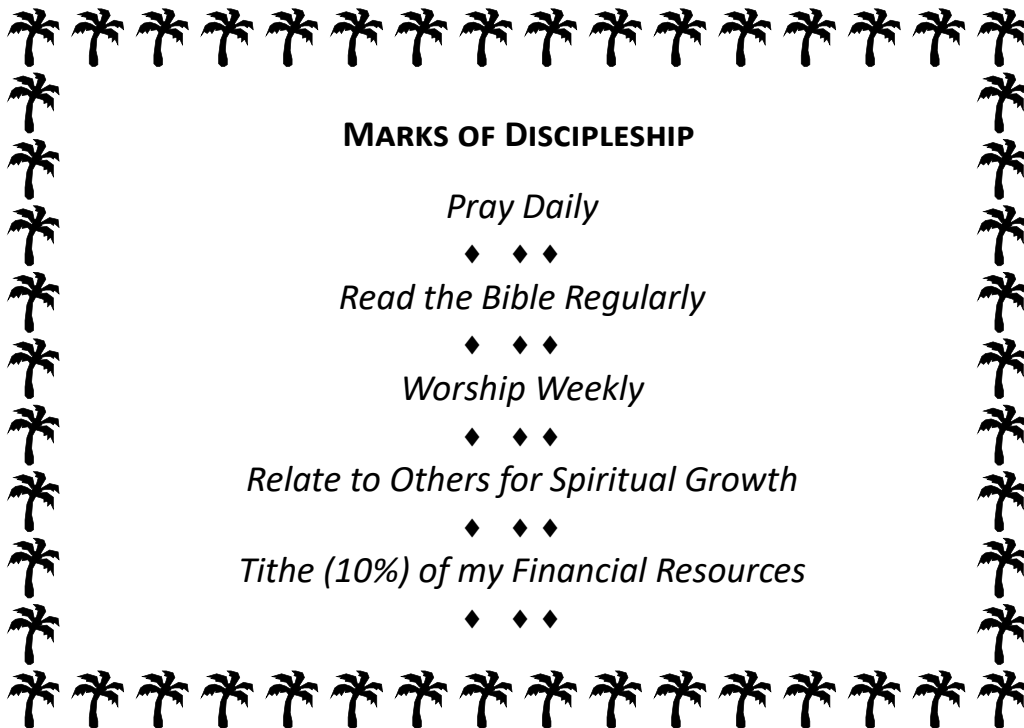 Marks of Discipleship
Pray Daily
♦ ♦ ♦
Read the Bible Regularly
♦ ♦ ♦
Worship Weekly
♦ ♦ ♦
Relate to Others for Spiritual Growth
♦ ♦ ♦
Tithe (10%) of my Financial Resources
♦ ♦ ♦